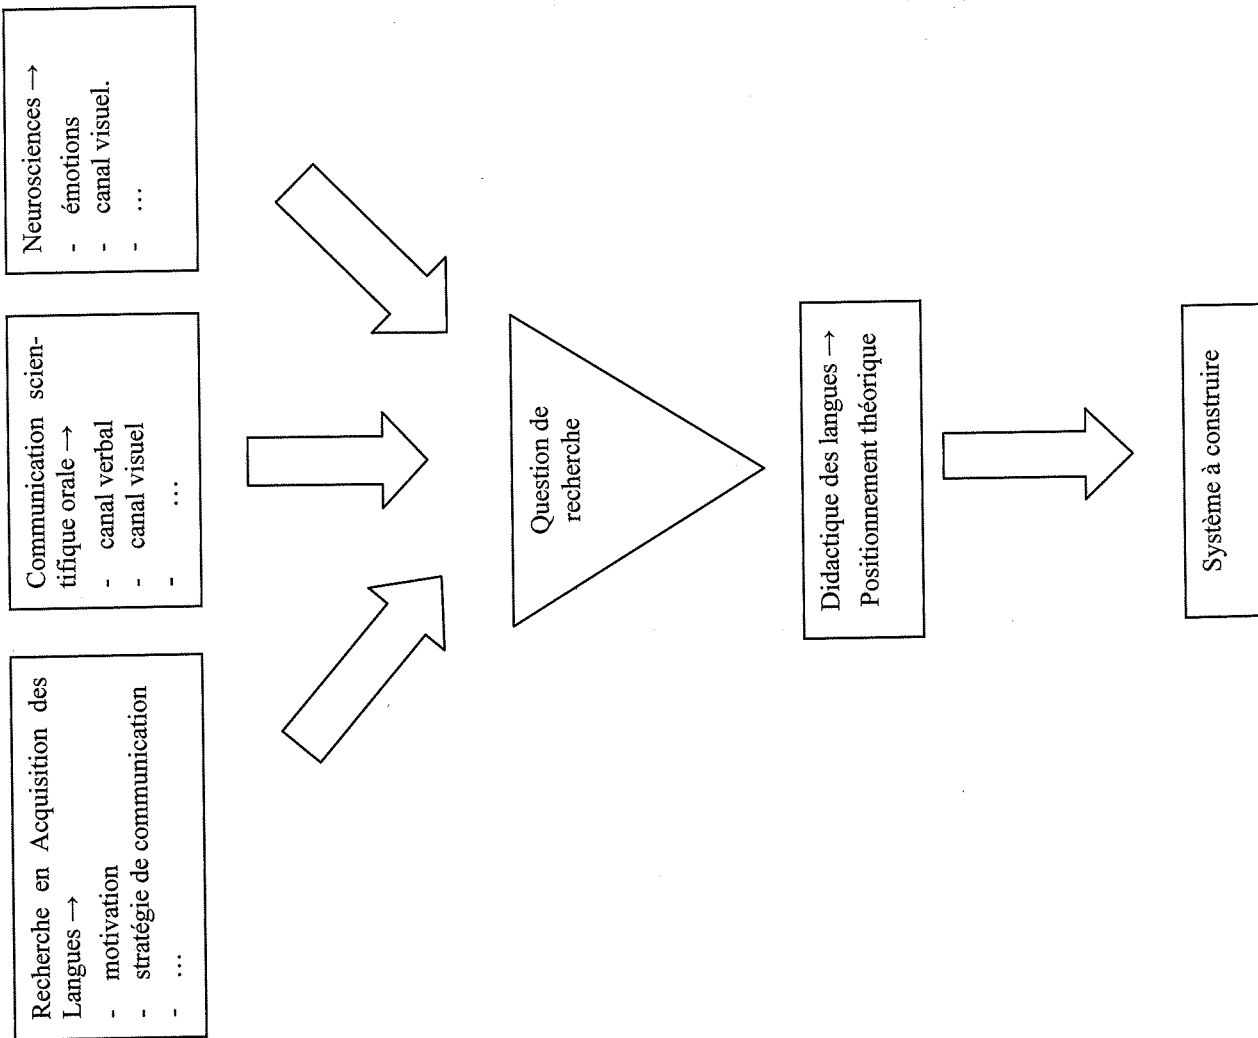 Recherche en Acquisition des
Langues →
- motivation
- stratégie de communication
- …
Communication scien-
tifique orale →
- canal verbal
- canal visuel
- …
Neurosciences →
- émotions
- canal visuel.
- …
Question de
recherche
Didactique des langues →
Positionnement théorique
Système à construire